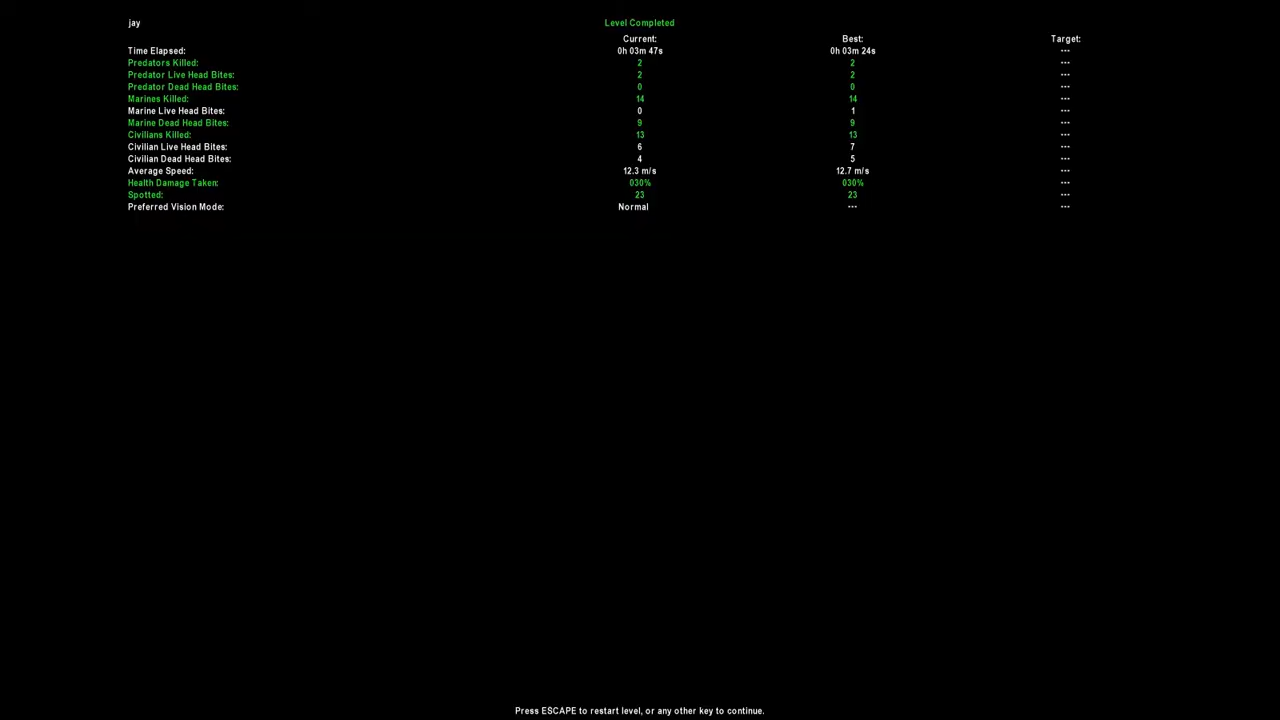 jay Level Completed
Current: Best: Target:
Time Elapsed: 0h 03m 47s 0h 03m 24s ---
Predators Killed: 2 2 ---
Predator Live Head Bites: 2 2 ---
Predator Dead Head Bites: 0 0 ---
Marines Killed: 14 14 ---
Marine Live Head Bites: 0 1 ---
Marine Dead Head Bites: 9 9 ---
Civilians Killed: 13 13 ---
Civilian Live Head Bites: 6 7 ---
Civilian Dead Head Bites: 4 5 ---
Average Speed: 12.3 m/s 12.7 m/s ---
Health Damage Taken: 030% 030% ---
Spotted: 23 23 ---
Preferred Vision Mode: Normal --- ---
Press ESCAPE to restart level, or any other key to continue.